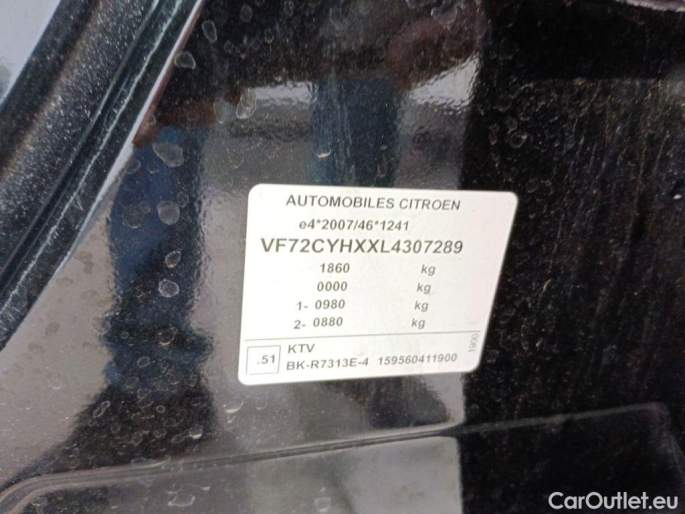 AUTOMOBILES CITROEN
e4*2007/46*1241
VF72CYHXXL4307289
1860 kg
0000 kg
1- 0980 kg
2- 0880 kg
.51 KTV
BK-R7313E-4 159560411900
1900
CarOutlet.eu